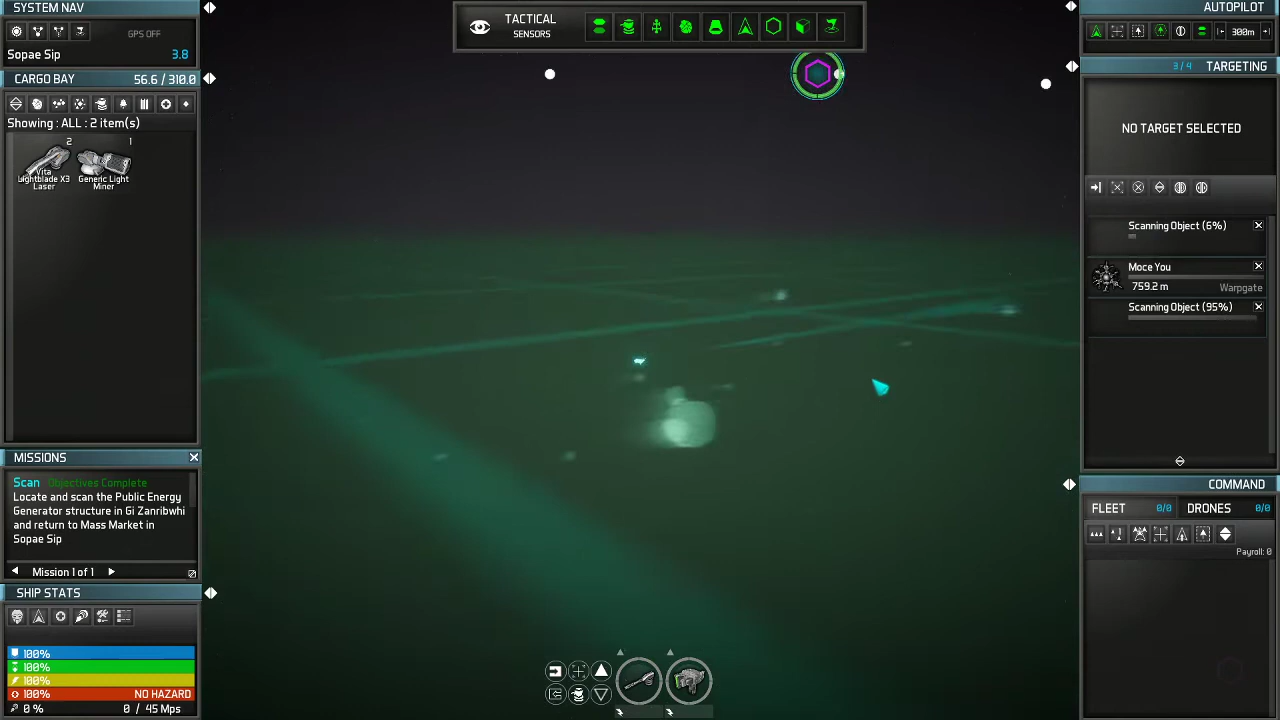 SYSTEM NAV
GPS OFF
Sopae Sip 3.8
CARGO BAY 56.6 / 310.0
Showing : ALL : 2 item(s)
2
1
Vita Lightblade X3 Laser
Generic Light Miner
MISSIONS
Scan Objectives Complete
Locate and scan the Public Energy
Generator structure in Gi Zanribwhi
and return to Mass Market in
Sopae Sip
Mission 1 of 1
SHIP STATS
100%
100%
100%
100% NO HAZARD
0 % 0 / 45 Mps
TACTICAL
SENSORS
AUTOPILOT
300m
3 / 4 TARGETING
NO TARGET SELECTED
Scanning Object (6%)
Moce You
759.2 m Warpgate
Scanning Object (95%)
COMMAND
FLEET 0/0 DRONES 0/0
Payroll: 0